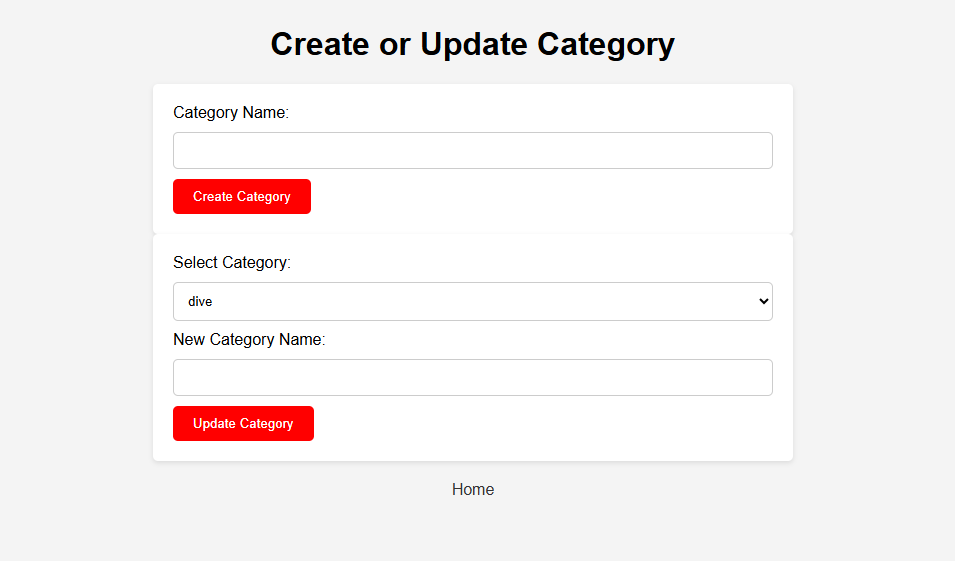 Create or Update Category
Category Name:
Create Category
Select Category:
dive
New Category Name:
Update Category
Home